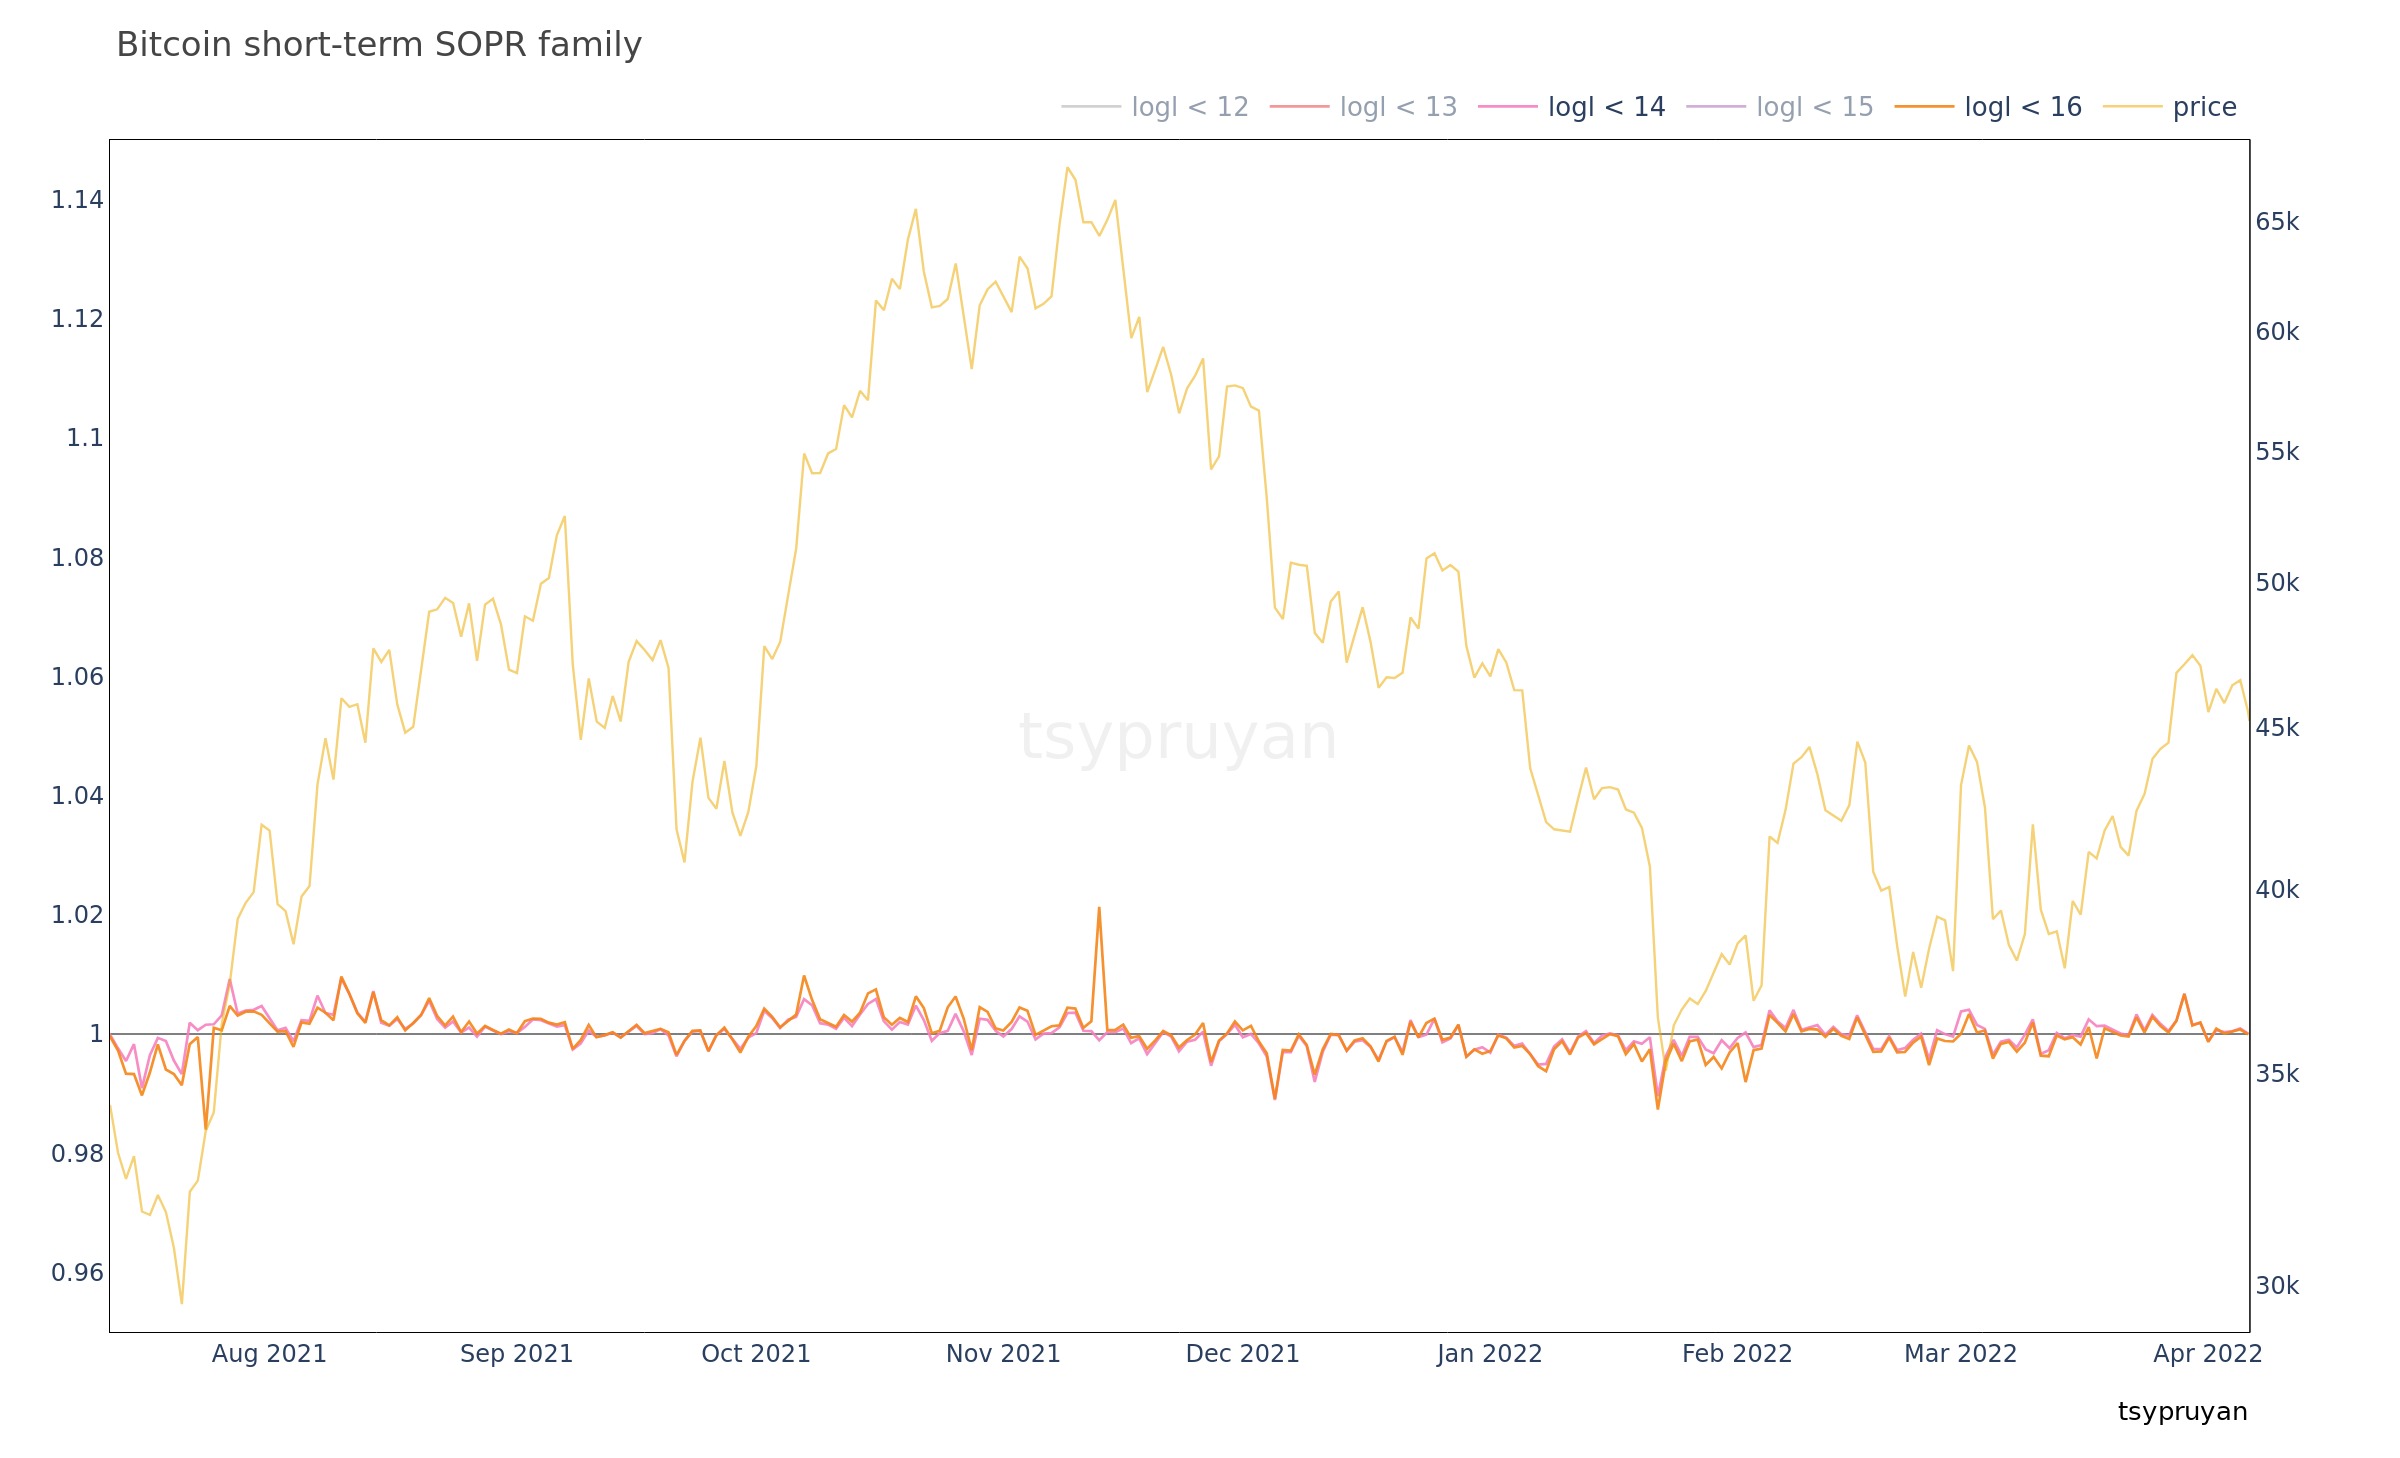 Bitcoin short-term SOPR family
logl < 12 logl < 13 logl < 14 logl < 15 logl < 16 price
1.14
1.12
1.1
1.08
1.06
1.04
1.02
1
0.98
0.96
65k
60k
55k
50k
45k
40k
35k
30k
tsypruyan
Aug 2021 Sep 2021 Oct 2021 Nov 2021 Dec 2021 Jan 2022 Feb 2022 Mar 2022 Apr 2022
tsypruyan